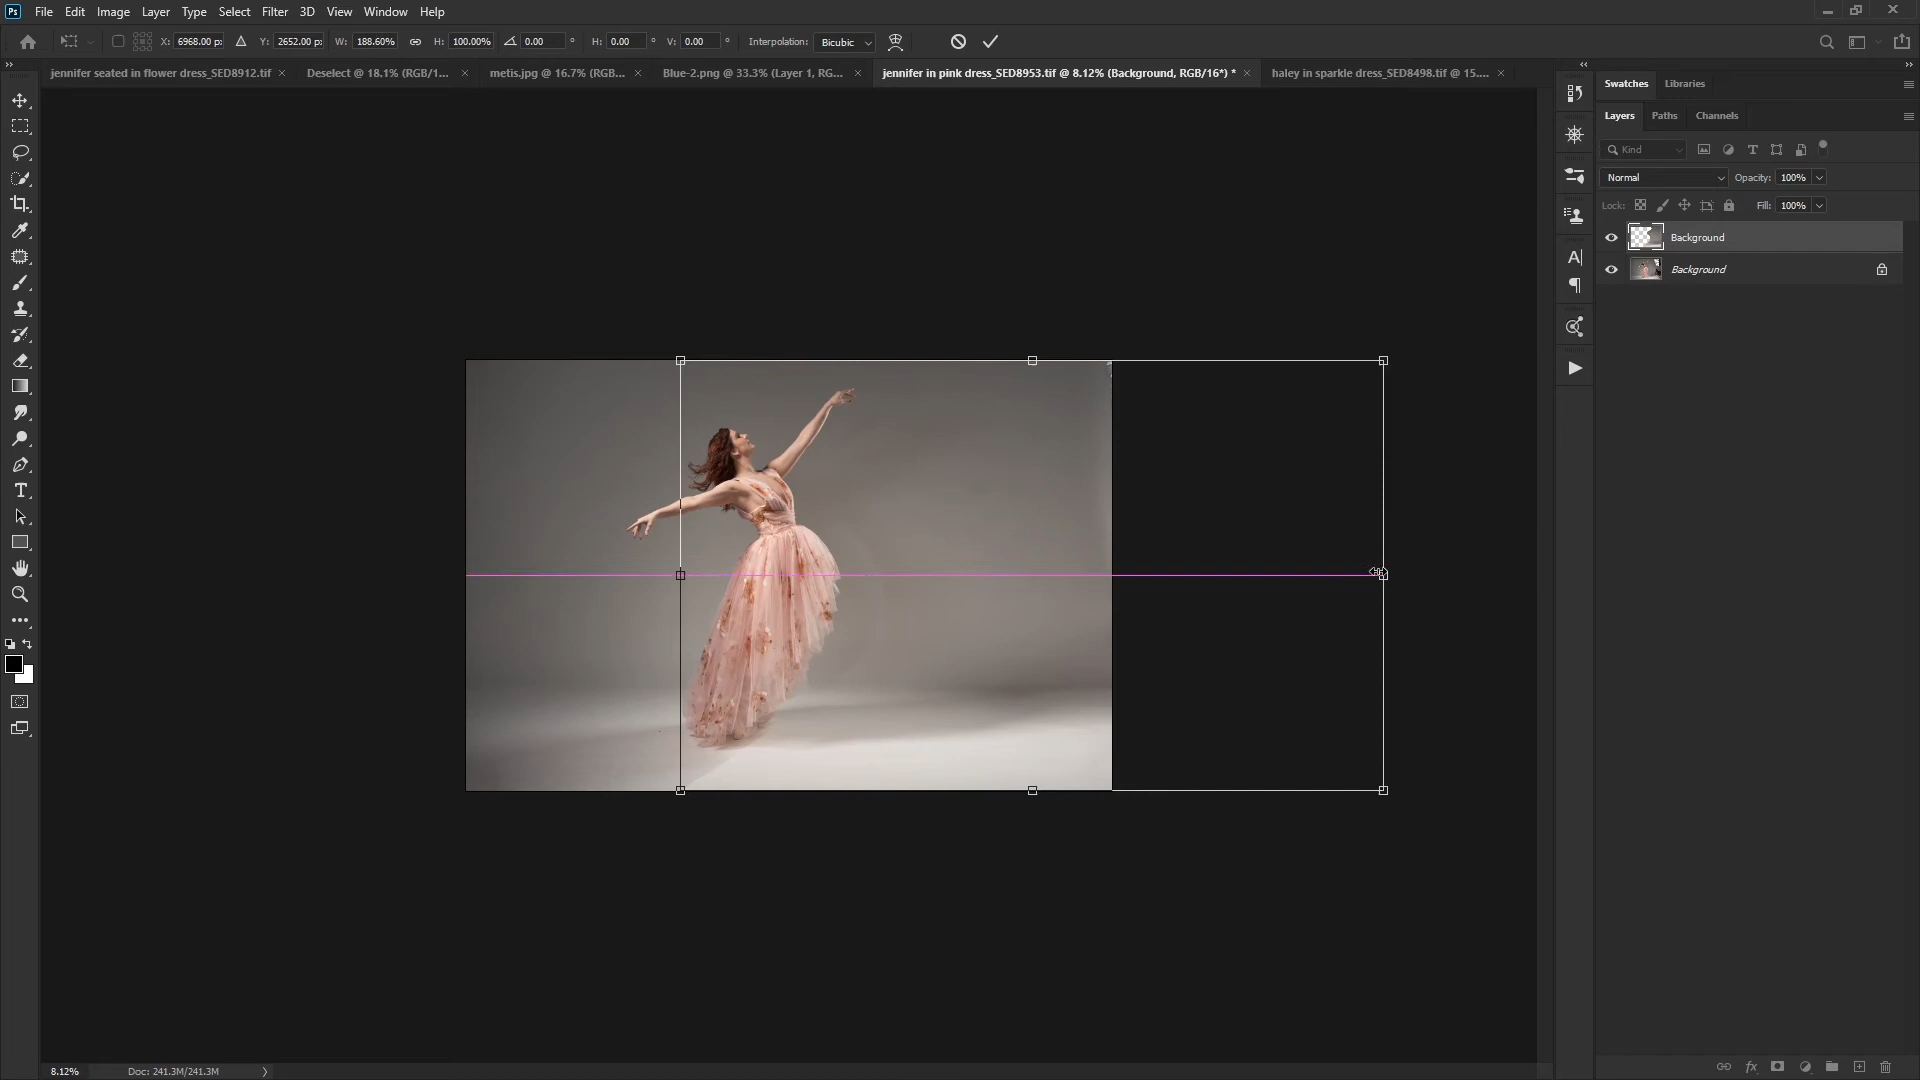 Ps File Edit Image Layer Type Select Filter 3D View Window Help
X: 6968.00 p: Y: 2652.00 p: W: 188.60% H: 100.00% 0.00 ° H: 0.00 ° V: 0.00 ° Interpolation: Bicubic
jennifer seated in flower dress_SED8912.tif Deselect @ 18.1% (RGB/1... metis.jpg @ 16.7% (RGB... Blue-2.png @ 33.3% (Layer 1, RG... jennifer in pink dress_SED8953.tif @ 8.12% (Background, RGB/16*) * haley in sparkle dress_SED8498.tif @ 15....
Swatches Libraries
Layers Paths Channels
Kind
Normal Opacity: 100%
Lock: Fill: 100%
Background
Background
8.12% Doc: 241.3M/241.3M